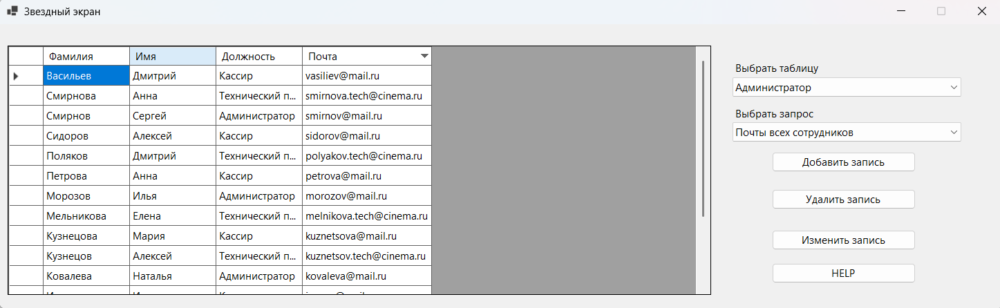 Звездный экран
Фамилия Имя Должность Почта
Васильев Дмитрий Кассир vasiliev@mail.ru
Смирнова Анна Технический п... smirnova.tech@cinema.ru
Смирнов Сергей Администратор smirnov@mail.ru
Сидоров Алексей Кассир sidorov@mail.ru
Поляков Дмитрий Технический п... polyakov.tech@cinema.ru
Петрова Анна Кассир petrova@mail.ru
Морозов Илья Администратор morozov@mail.ru
Мельникова Елена Технический п... melnikova.tech@cinema.ru
Кузнецова Мария Кассир kuznetsova@mail.ru
Кузнецов Алексей Технический п... kuznetsov.tech@cinema.ru
Ковалева Наталья Администратор kovaleva@mail.ru
Выбрать таблицу
Администратор
Выбрать запрос
Почты всех сотрудников
Добавить запись
Удалить запись
Изменить запись
HELP